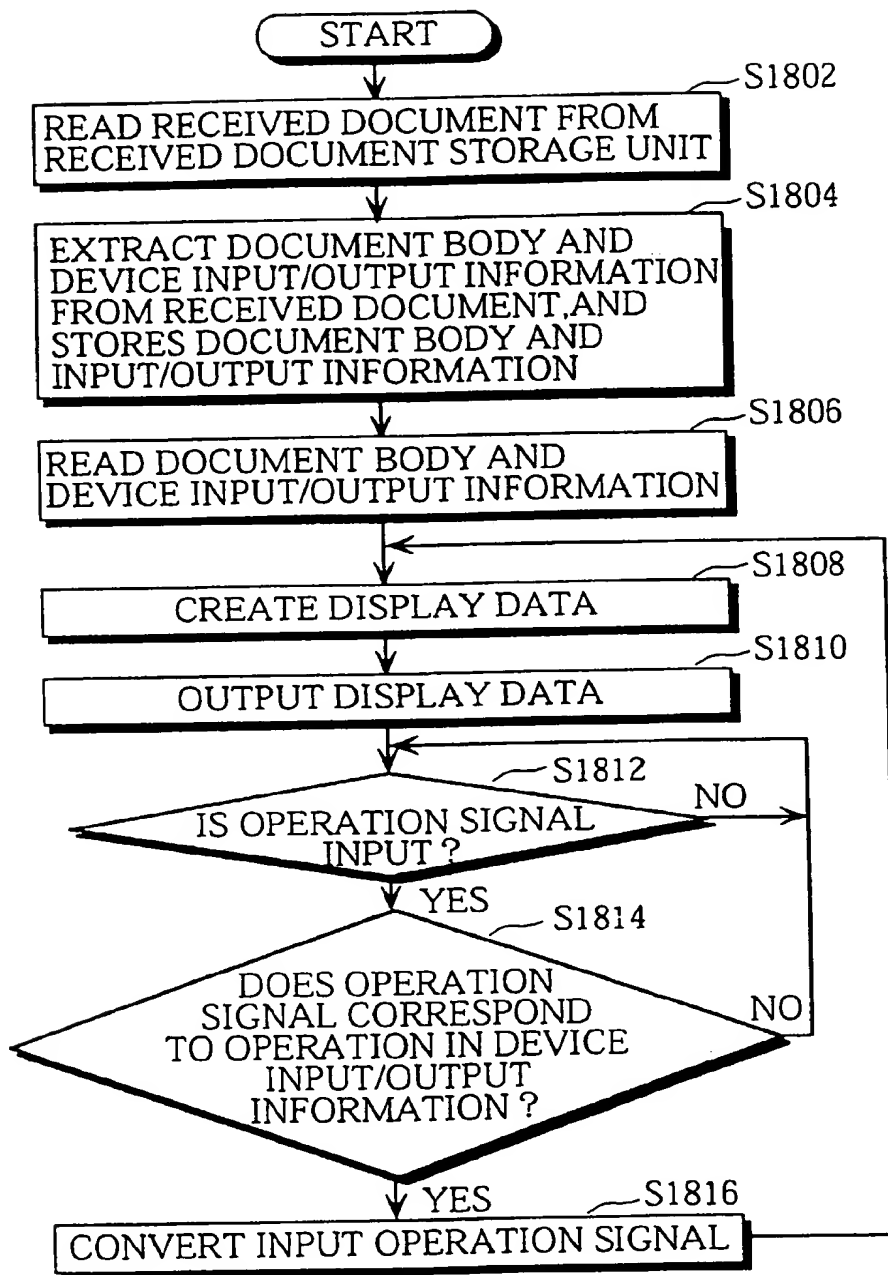 START
S1802
READ RECEIVED DOCUMENT FROM
RECEIVED DOCUMENT STORAGE UNIT
S1804
EXTRACT DOCUMENT BODY AND
DEVICE INPUT/OUTPUT INFORMATION
FROM RECEIVED DOCUMENT,AND
STORES DOCUMENT BODY AND
INPUT/OUTPUT INFORMATION
S1806
READ DOCUMENT BODY AND
DEVICE INPUT/OUTPUT INFORMATION
S1808
CREATE DISPLAY DATA
S1810
OUTPUT DISPLAY DATA
S1812
NO
IS OPERATION SIGNAL
INPUT?
YES
S1814
DOES OPERATION
SIGNAL CORRESPOND
NO
TO OPERATION IN DEVICE
INPUT/OUTPUT
INFORMATION?
YES
S1816
CONVERT INPUT OPERATION SIGNAL